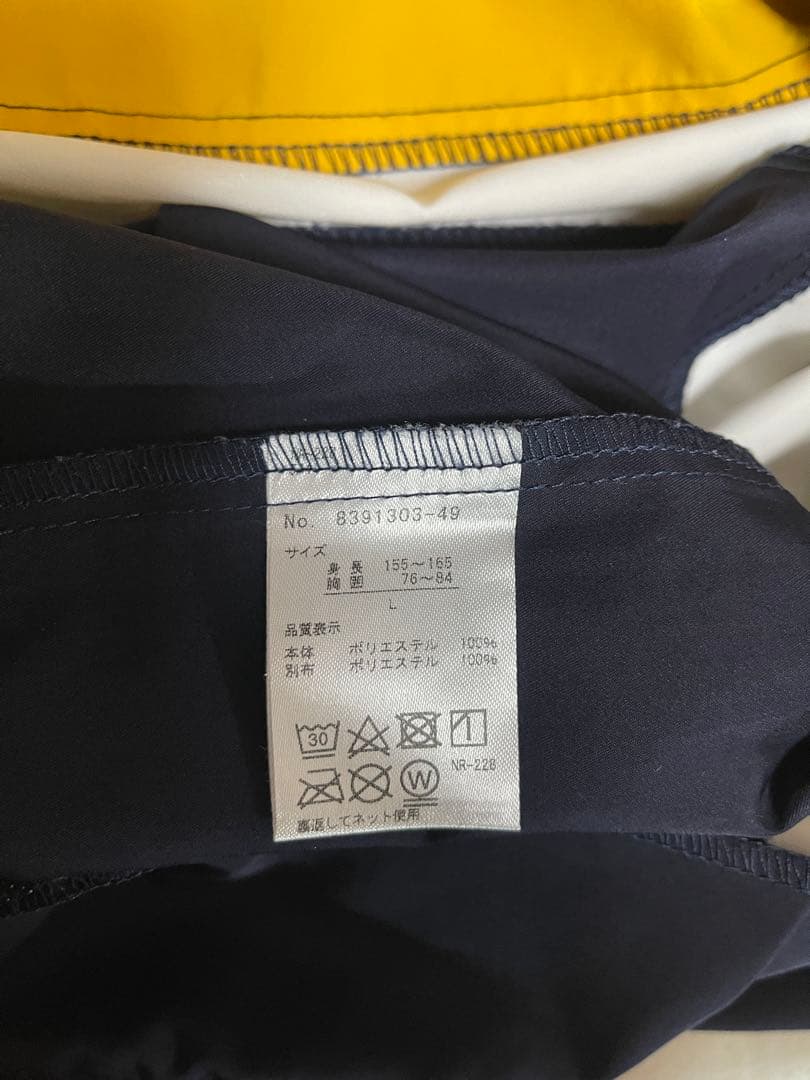 No. 8391303-49
サイズ
身長 155～165
胸囲 76～84
L
品質表示
本体 ポリエステル 100%
別布 ポリエステル 100%
30
NR-228
W
裏返してネット使用